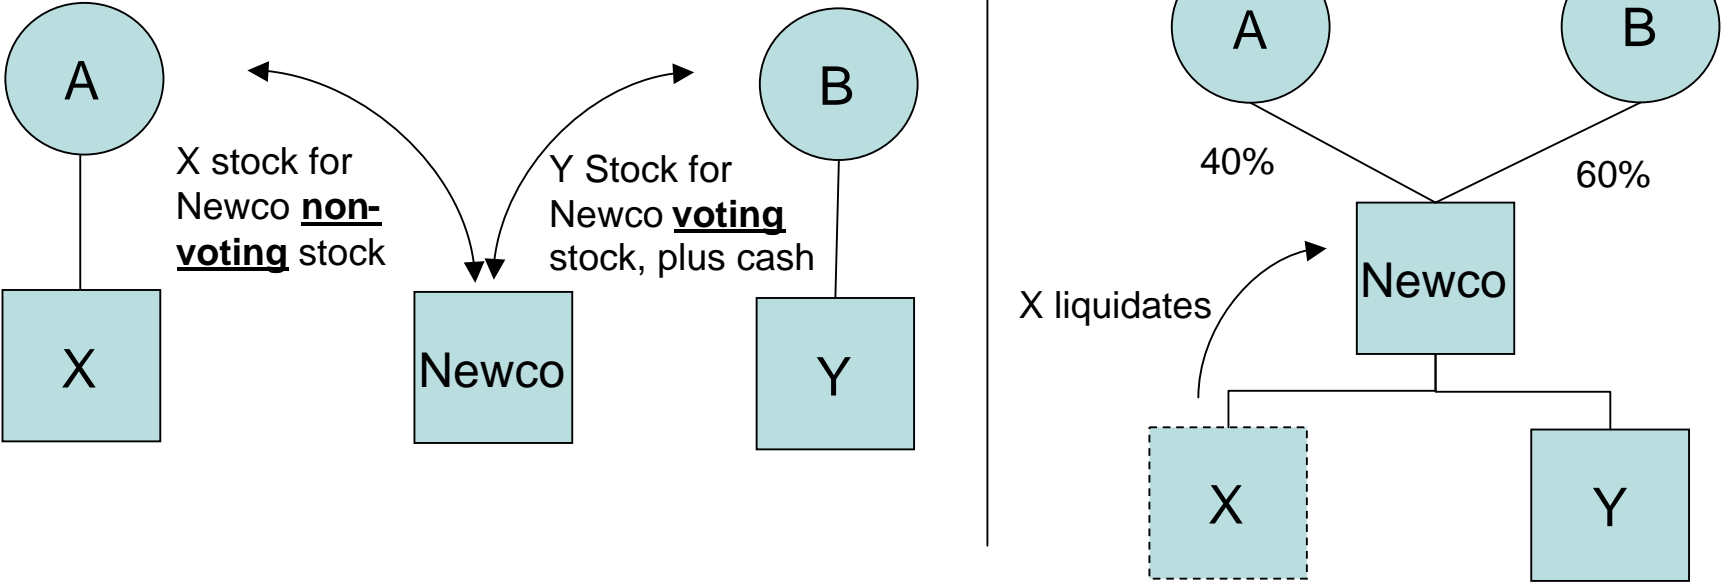 A
B
X stock for
Newco non-
voting stock
Y Stock for
Newco voting
stock, plus cash
X
Newco
Y
A
B
40%
60%
Newco
X liquidates
X
Y